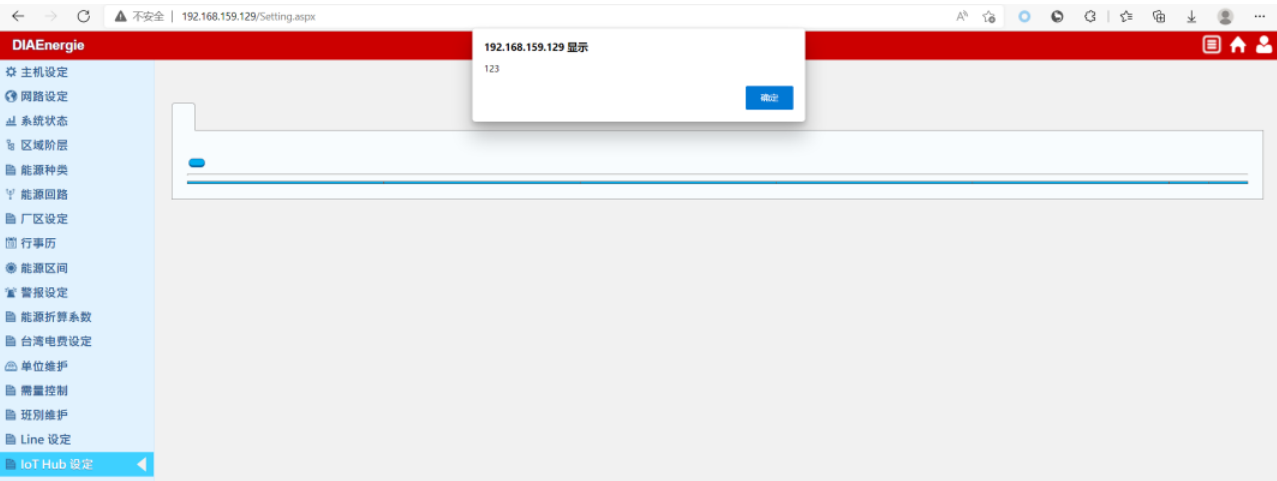 不安全 | 192.168.159.129/Setting.aspx
DIAEnergie
192.168.159.129 显示
123
确定
主机设定
网路设定
系统状态
区域阶层
能源种类
能源回路
厂区设定
行事历
能源区间
警报设定
能源折算系数
台湾电费设定
单位维护
需量控制
班别维护
Line 设定
IoT Hub 设定